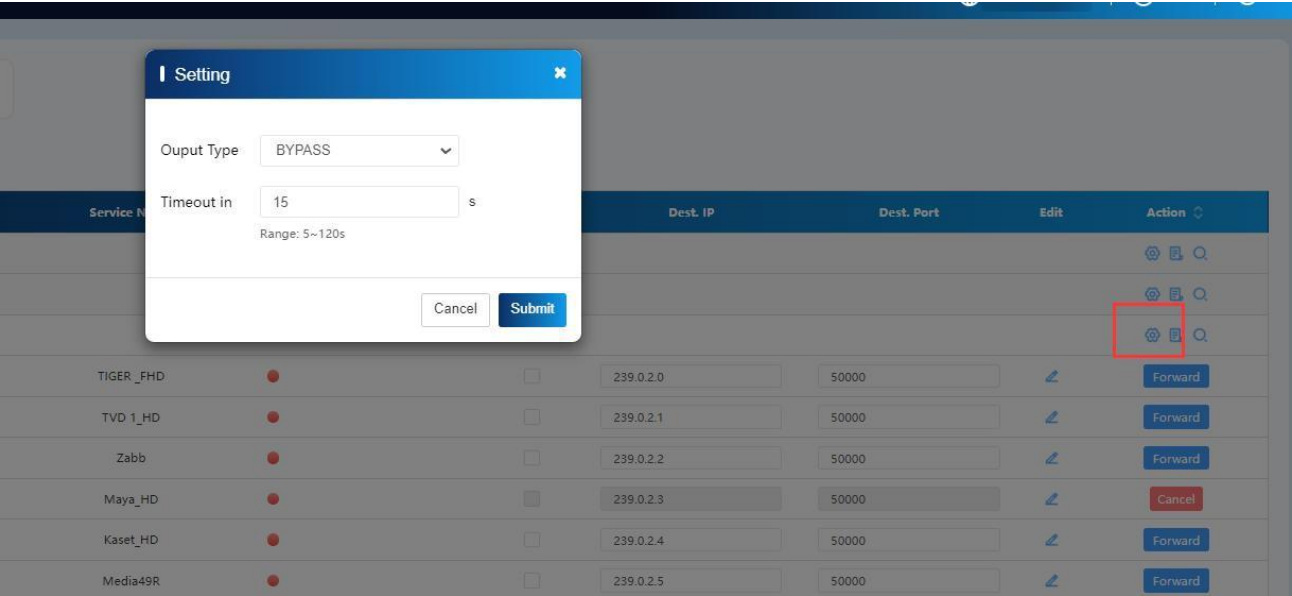 Setting
Ouput Type BYPASS
Timeout in 15 s
Range: 5~120s
Cancel Submit
Service N Dest. IP Dest. Port Edit Action
TIGER _FHD 239.0.2.0 50000 Forward
TVD 1_HD 239.0.2.1 50000 Forward
Zabb 239.0.2.2 50000 Forward
Maya_HD 239.0.2.3 50000 Cancel
Kaset_HD 239.0.2.4 50000 Forward
Media49R 239.0.2.5 50000 Forward